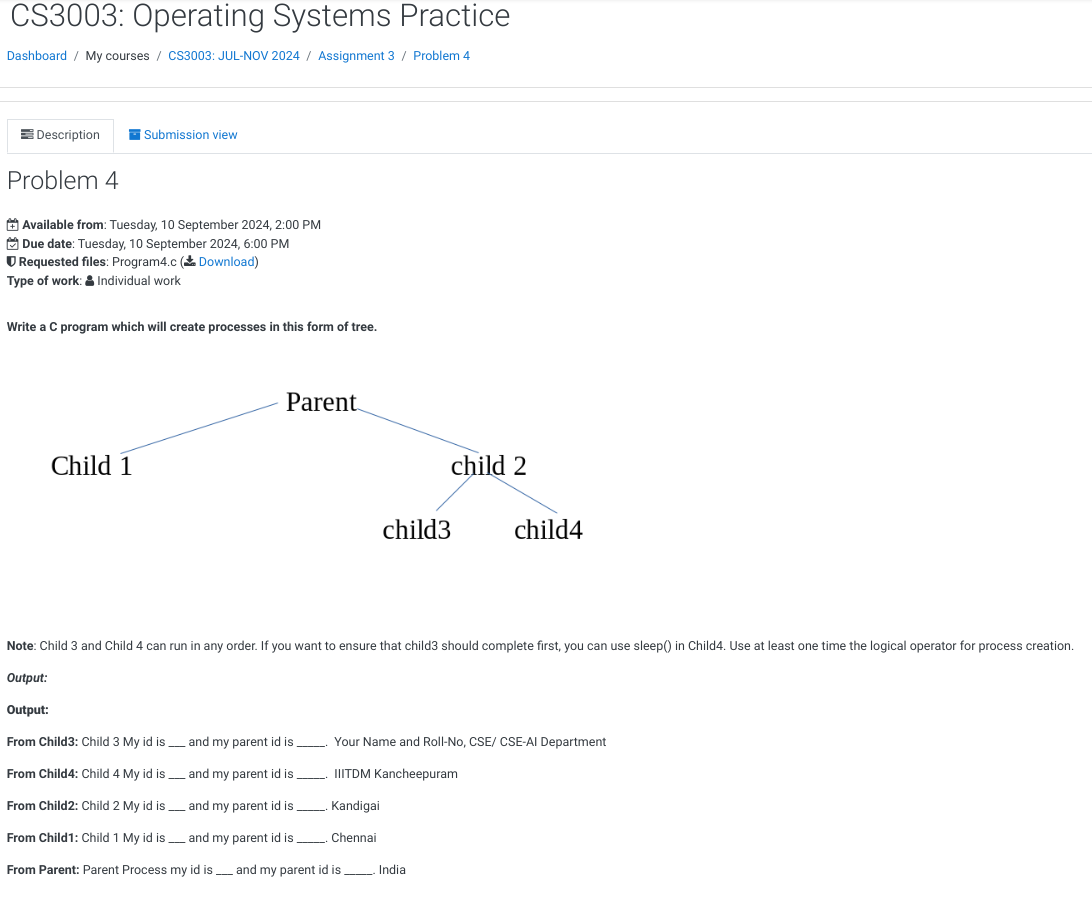 CS3003: Operating Systems Practice
Dashboard / My courses / CS3003: JUL-NOV 2024 / Assignment 3 / Problem 4
Description Submission view
Problem 4
Available from: Tuesday, 10 September 2024, 2:00 PM
Due date: Tuesday, 10 September 2024, 6:00 PM
Requested files: Program4.c ( Download)
Type of work: Individual work
Write a C program which will create processes in this form of tree.
Parent
Child 1 child 2
child3 child4
Note: Child 3 and Child 4 can run in any order. If you want to ensure that child3 should complete first, you can use sleep() in Child4. Use at least one time the logical operator for process creation.
Output:
Output:
From Child3: Child 3 My id is ___ and my parent id is _____. Your Name and Roll-No, CSE/ CSE-AI Department
From Child4: Child 4 My id is ___ and my parent id is _____. IIITDM Kancheepuram
From Child2: Child 2 My id is ___ and my parent id is _____. Kandigai
From Child1: Child 1 My id is ___ and my parent id is _____. Chennai
From Parent: Parent Process my id is ___ and my parent id is _____. India